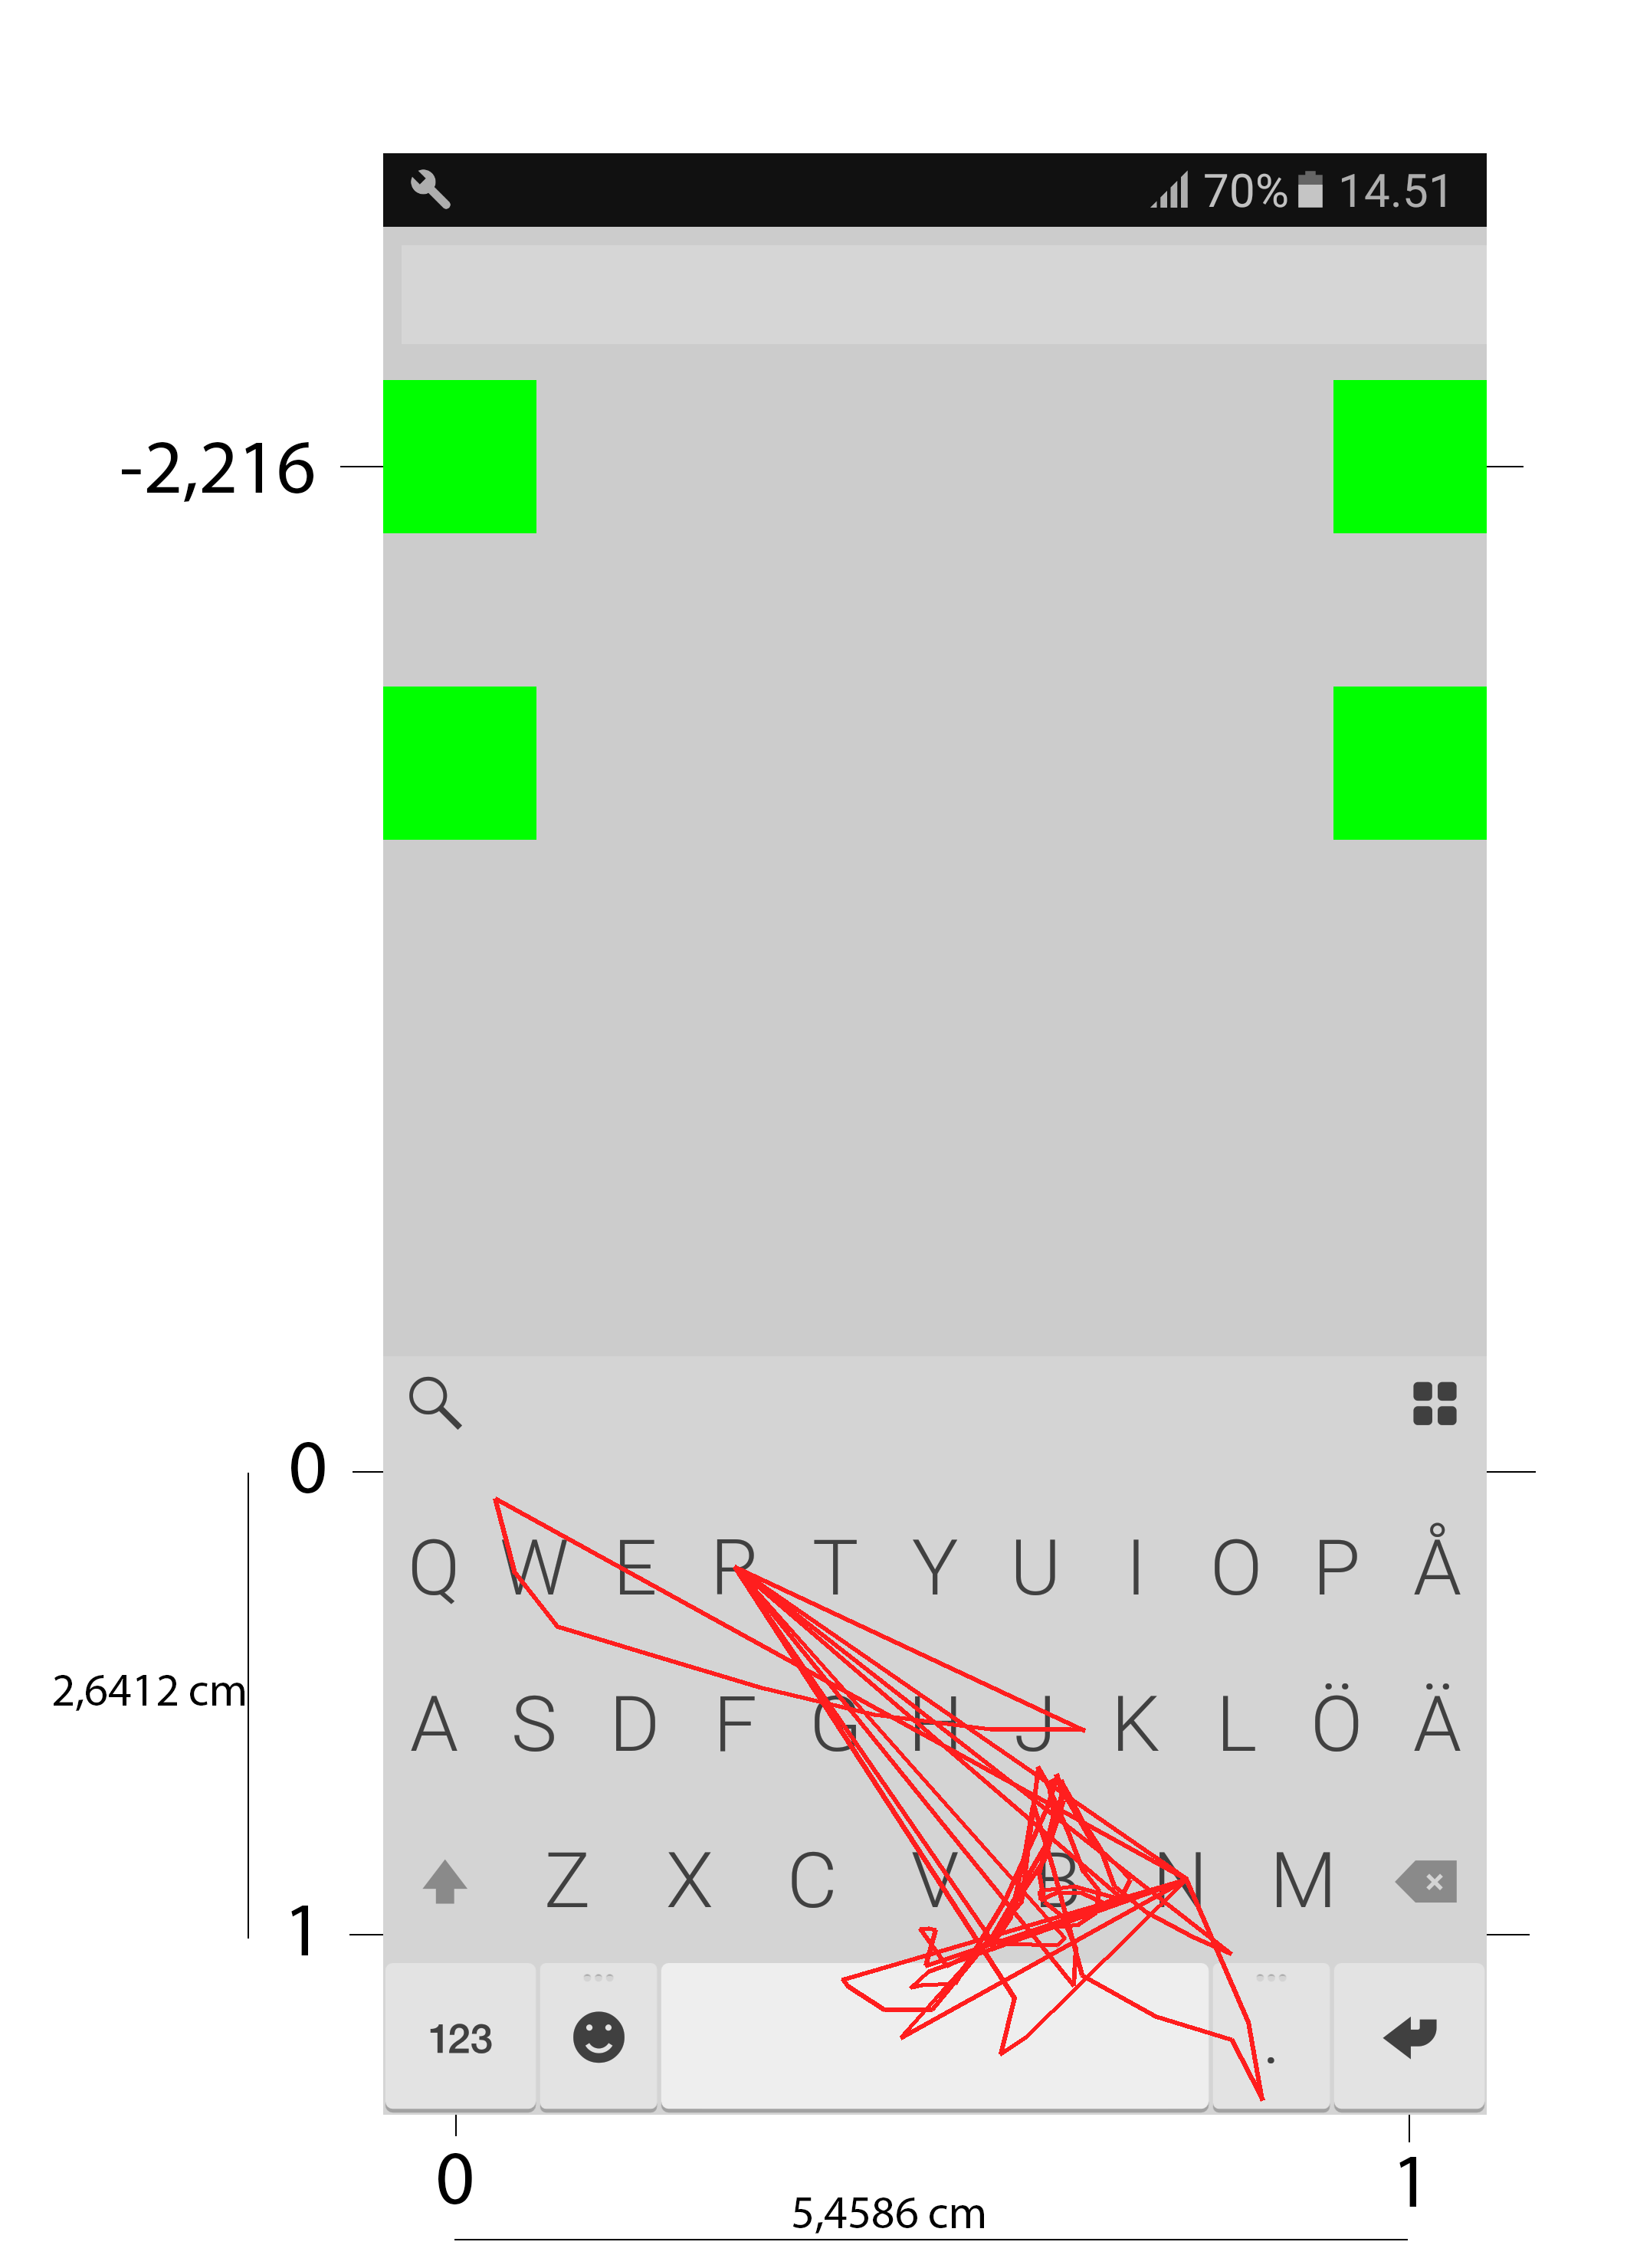 70% 14.51
-2,216
0
Q W E R T Y U I O P Å
2,6412 cm
A S D F G H J K L Ö Ä
Z X C V B N M
1
123 .
0 1
5,4586 cm